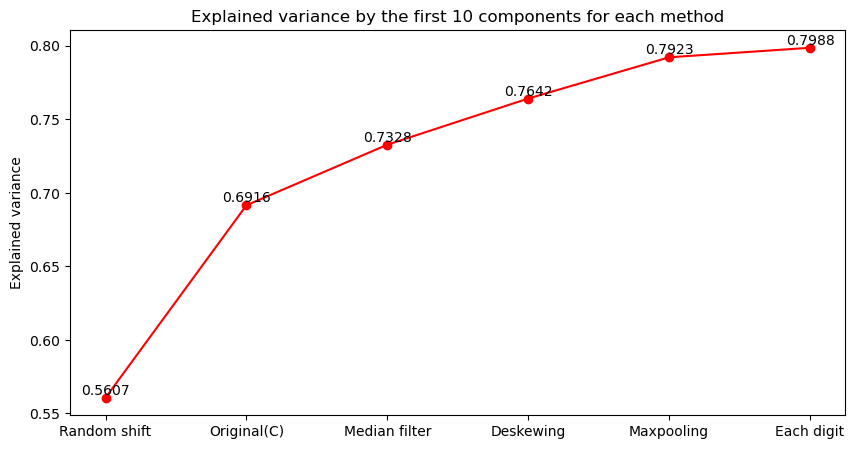 Explained variance by the first 10 components for each method
Explained variance
0.80
0.75
0.70
0.65
0.60
0.55
0.5607
0.6916
0.7328
0.7642
0.7923
0.7988
Random shift
Original(C)
Median filter
Deskewing
Maxpooling
Each digit